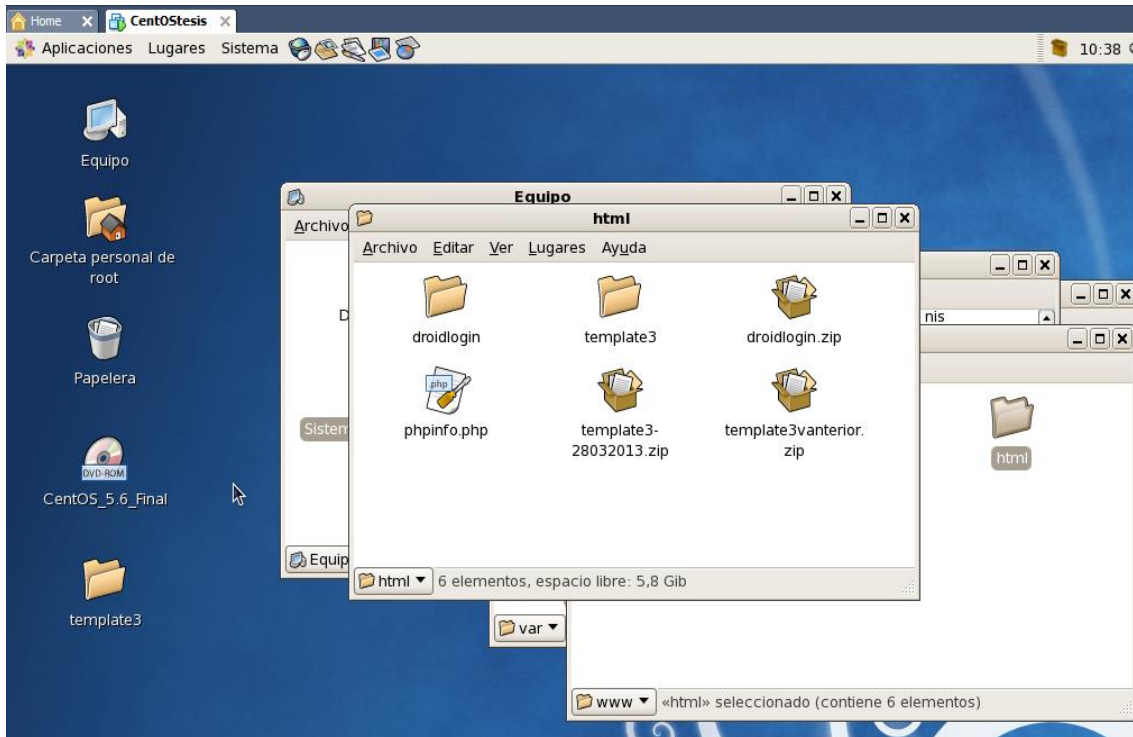 Home
CentOStesis
Aplicaciones Lugares Sistema
10:38
Equipo
Carpeta personal de
root
Papelera
DVD-ROM
CentOS_5.6_Final
template3
Equipo
Archivo
D
Sistem
Equip
html
Archivo Editar Ver Lugares Ayuda
droidlogin template3 droidlogin.zip
php
phpinfo.php template3- template3vanterior.
28032013.zip zip
html 6 elementos, espacio libre: 5,8 Gib
nis
var
html
www «html» seleccionado (contiene 6 elementos)